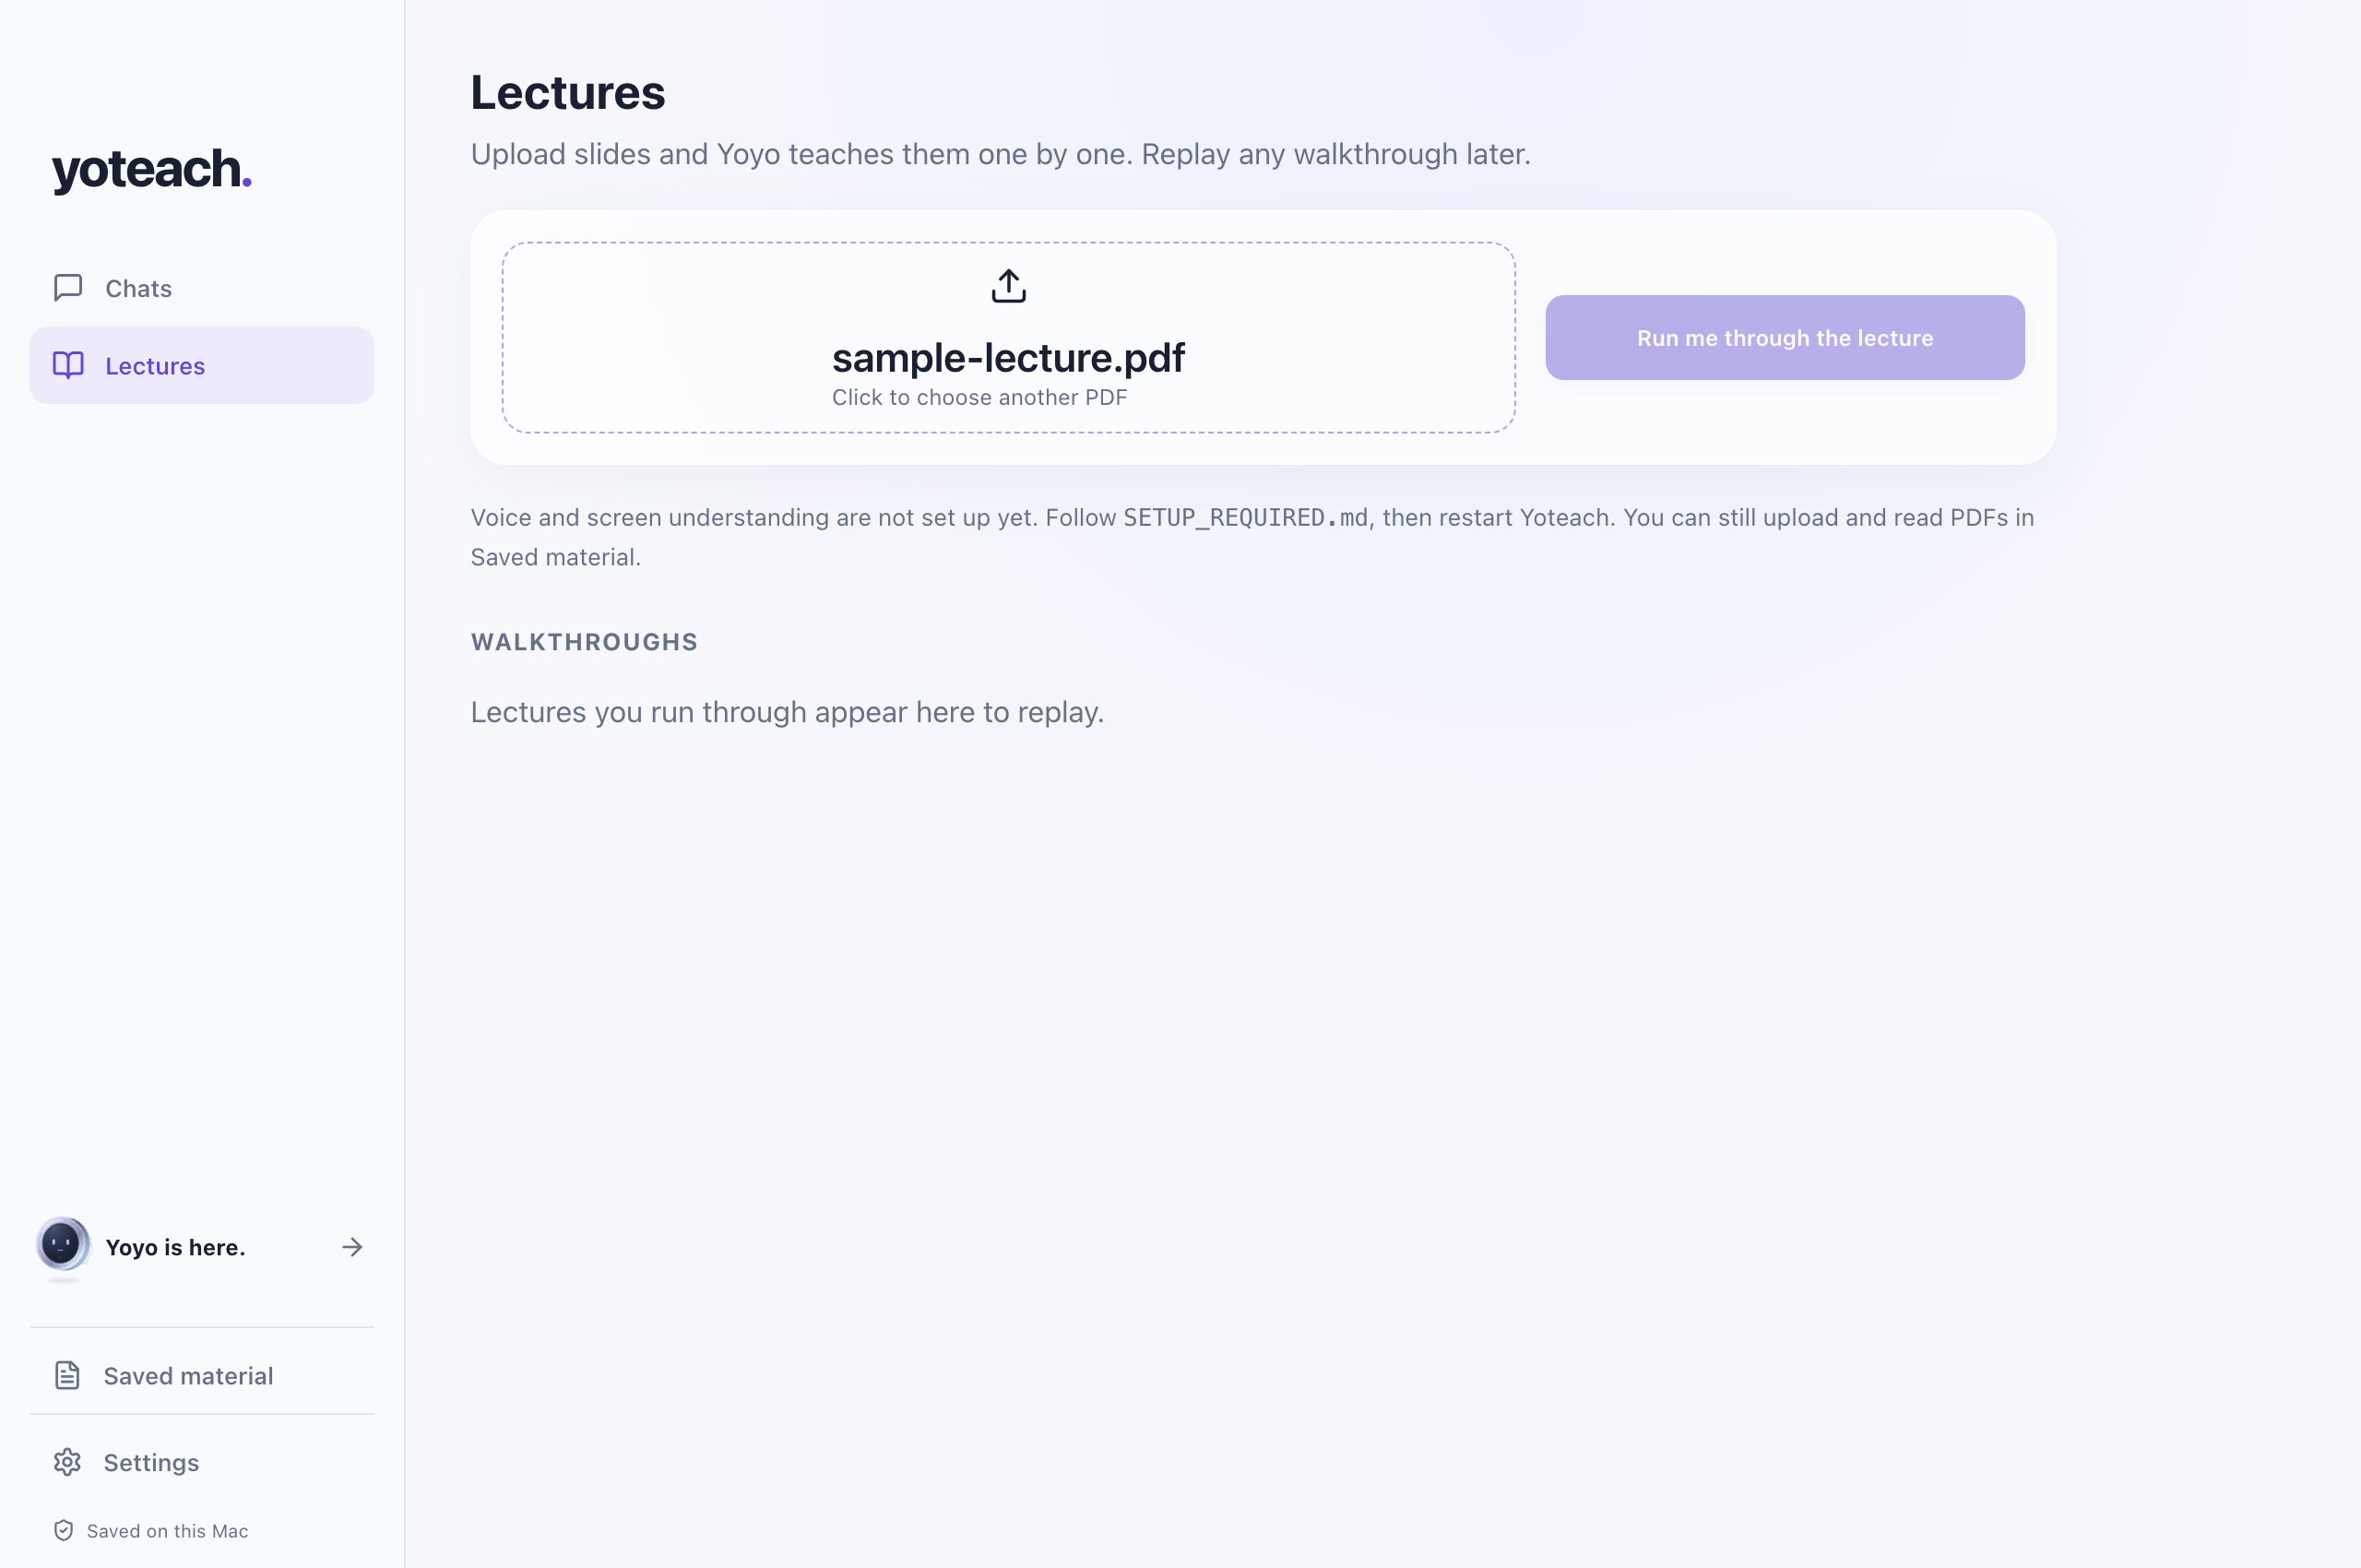 yoteach.
Chats
Lectures
Yoyo is here.
Saved material
Settings
Saved on this Mac
Lectures
Upload slides and Yoyo teaches them one by one. Replay any walkthrough later.
sample-lecture.pdf
Click to choose another PDF
Run me through the lecture
Voice and screen understanding are not set up yet. Follow SETUP_REQUIRED.md, then restart Yoteach. You can still upload and read PDFs in
Saved material.
WALKTHROUGHS
Lectures you run through appear here to replay.